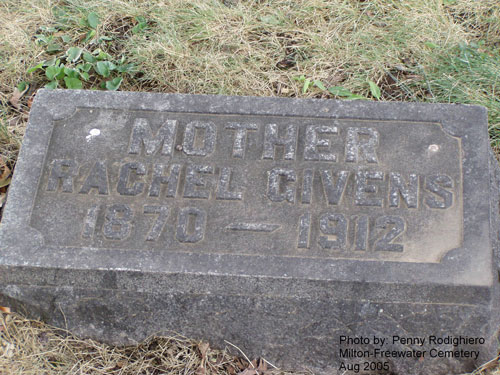 MOTHER
RACHEL GIVENS
1870 — 1912
Photo by: Penny Rodighiero
Milton-Freewater Cemetery
Aug 2005